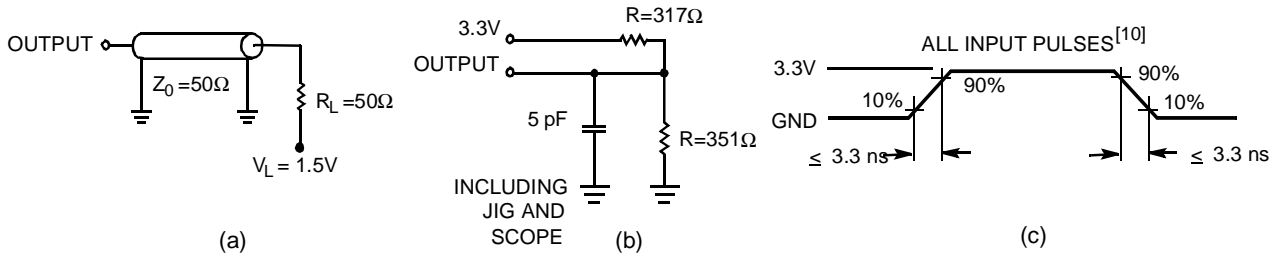 OUTPUT
Z0=50Ω
RL=50Ω
VL= 1.5V
(a)
R=317Ω
3.3V
OUTPUT
5 pF
R=351Ω
INCLUDING
JIG AND
SCOPE
(b)
ALL INPUT PULSES[10]
3.3V
90%
90%
10%
10%
GND
≤ 3.3 ns
≤ 3.3 ns
(c)